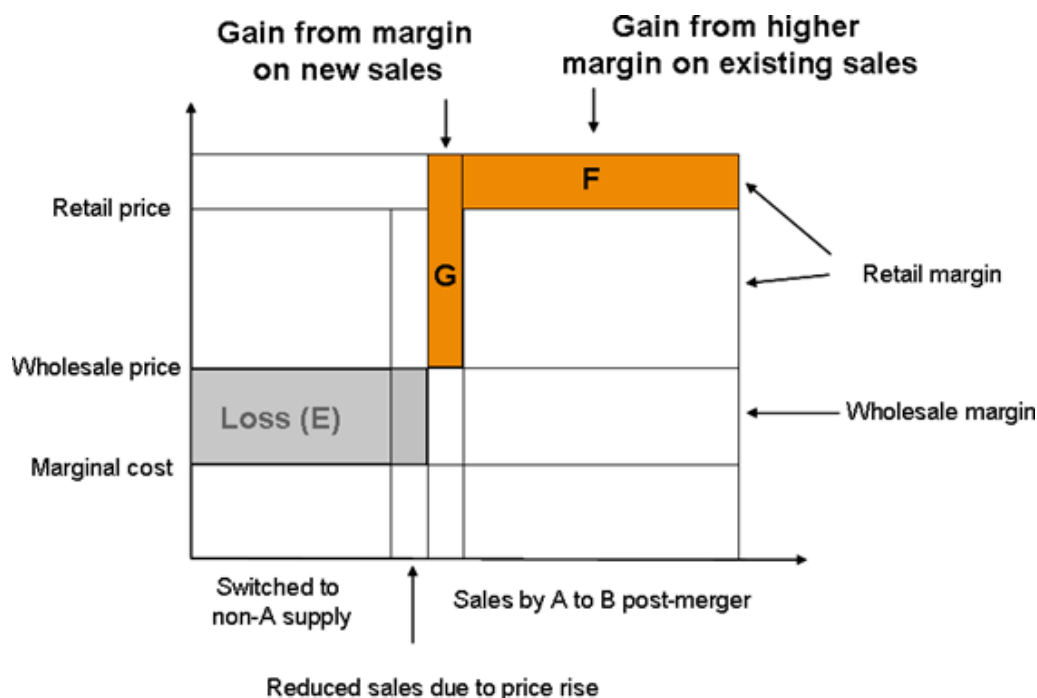 Gain from margin
on new sales
Gain from higher
margin on existing sales
F
Retail price
G
Retail margin
Wholesale price
Loss (E)
Wholesale margin
Marginal cost
Switched to
non-A supply
Sales by A to B post-merger
Reduced sales due to price rise